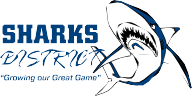 SHARKS
DISTRICT
"Growing our Great Game"